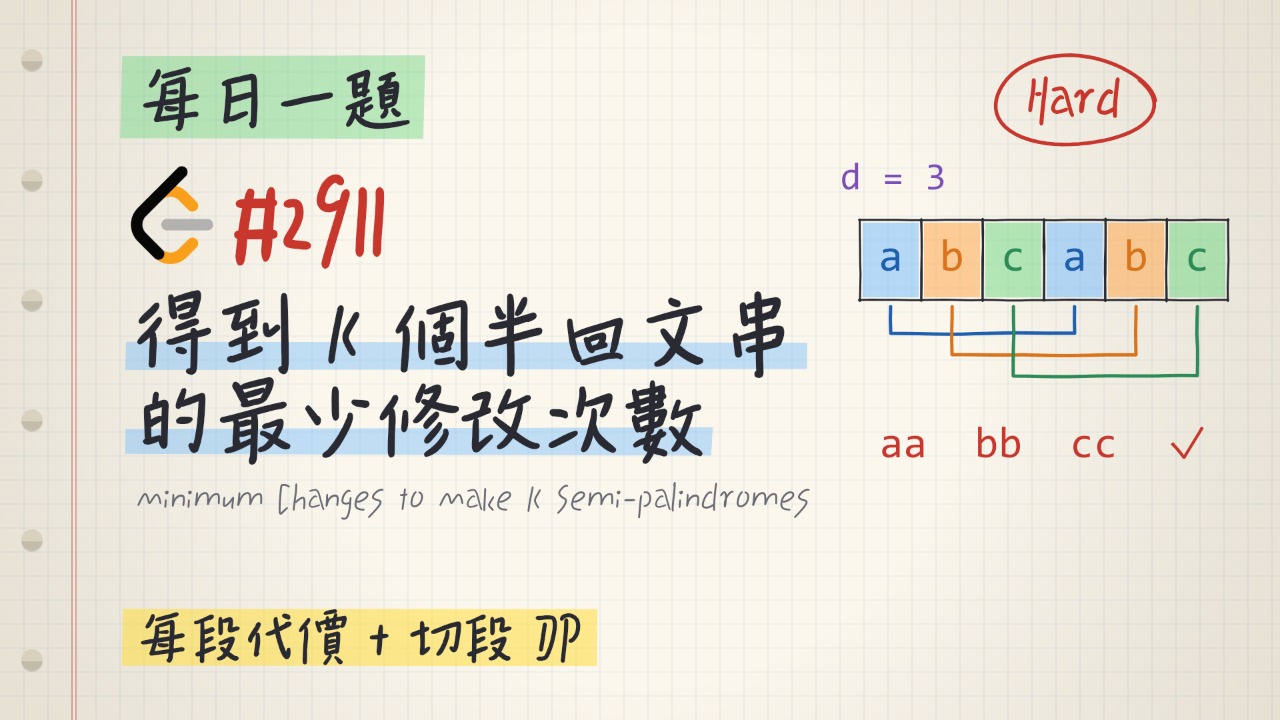 每日一題
Hard
#2911
d = 3
a b c a b c
得到 K 個半回文串
的最少修改次數
aa bb cc ✓
minimum Changes to make K Semi-palindromes
每段代價 + 切段 DP